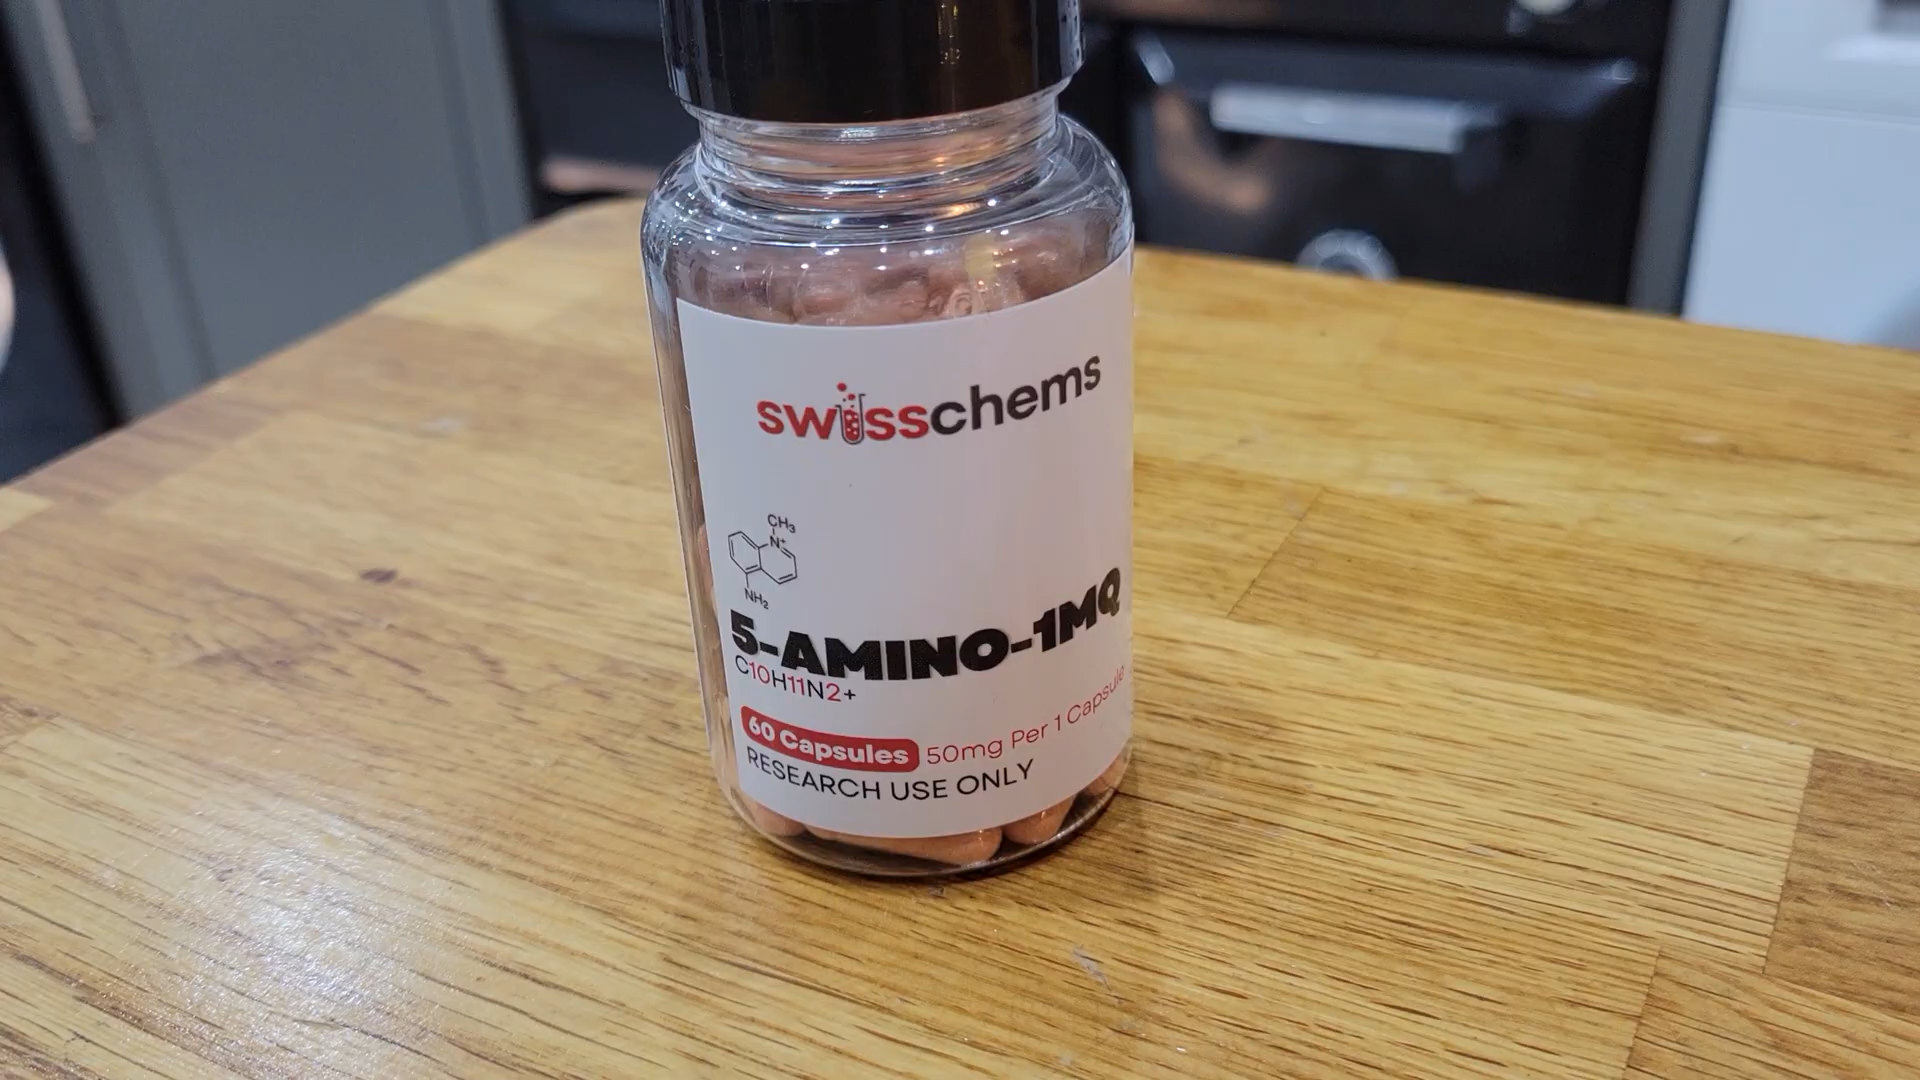 swisschems
CH3
N+
NH2
5-AMINO-1MQ
C10H11N2+
60 Capsules 50mg Per 1 Capsule
RESEARCH USE ONLY